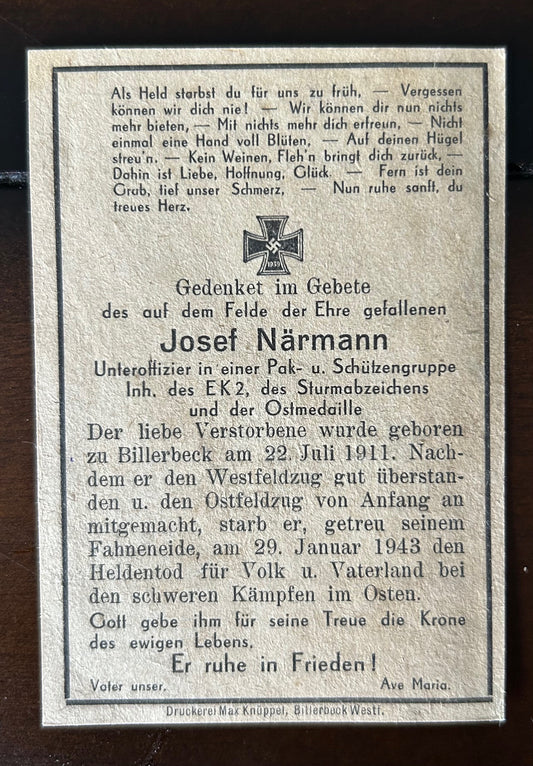 Als Held starbst du für uns zu früh, — Vergessen
können wir dich nie! — Wir können dir nun nichts
mehr bieten, — Mit nichts mehr dich erfreun, — Nicht
einmal eine Hand voll Blüten, — Auf deinen Hügel
streu'n. — Kein Weinen, Fleh'n bringt dich zurück, —
Dahin ist Liebe, Hoffnung, Glück. — Fern ist dein
Grab, tief unser Schmerz, — Nun ruhe sanft, du
treues Herz.
1939
Gedenket im Gebete
des auf dem Felde der Ehre gefallenen
Josef Närmann
Unteroffizier in einer Pak- u. Schützengruppe
Inh. des EK2, des Sturmabzeichens
und der Ostmedaille
Der liebe Verstorbene wurde geboren
zu Billerbeck am 22. Juli 1911. Nach-
dem er den Westfeldzug gut überstan-
den u. den Ostfeldzug von Anfang an
mitgemacht, starb er, getreu seinem
Fahneneide, am 29. Januar 1943 den
Heldentod für Volk u. Vaterland bei
den schweren Kämpfen im Osten.
Gott gebe ihm für seine Treue die Krone
des ewigen Lebens.
Er ruhe in Frieden!
Vater unser. Ave Maria.
Druckerei Max Knüppel, Billerbeck Westf.